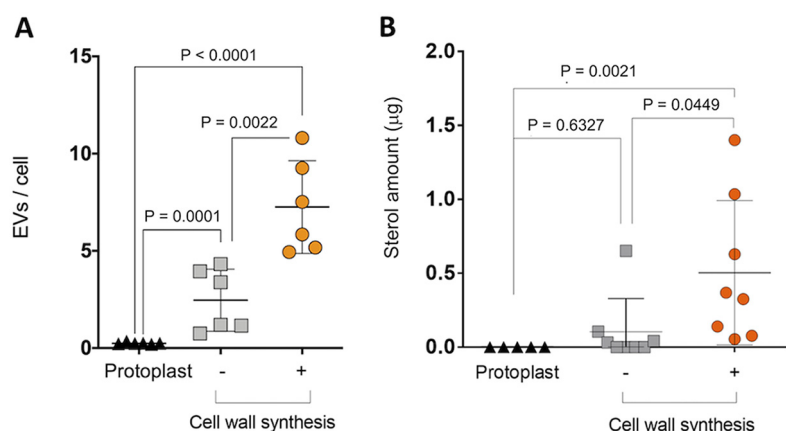 A
EVs / cell
15
10
5
0
P < 0.0001
P = 0.0022
P = 0.0001
Protoplast
-
+
Cell wall synthesis
B
Sterol amount (μg)
2.0
1.5
1.0
0.5
0.0
P = 0.0021
P = 0.0449
P = 0.6327
Protoplast
-
+
Cell wall synthesis